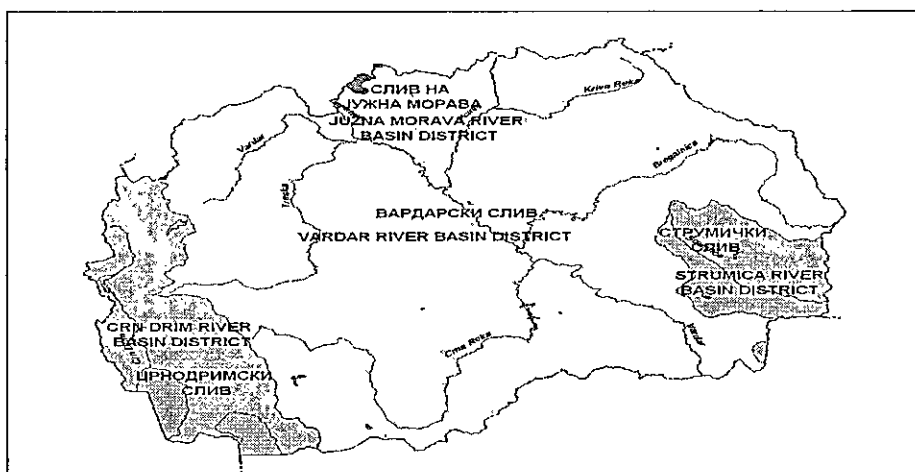 СЛИВ НА
ЈУЖНА МОРАВА
JUZNA MORAVA RIVER
BASIN DISTRICT
Kriva Reka
Vardar
Bregalnica
Treska
ВАРДАРСКИ СЛИВ
VARDAR RIVER BASIN DISTRICT
СТРУМИЧКИ
СЛИВ
STRUMICA RIVER
BASIN DISTRICT
CRN DRIM RIVER
BASIN DISTRICT
Crna Reka
ЦРНОДРИМСКИ
СЛИВ